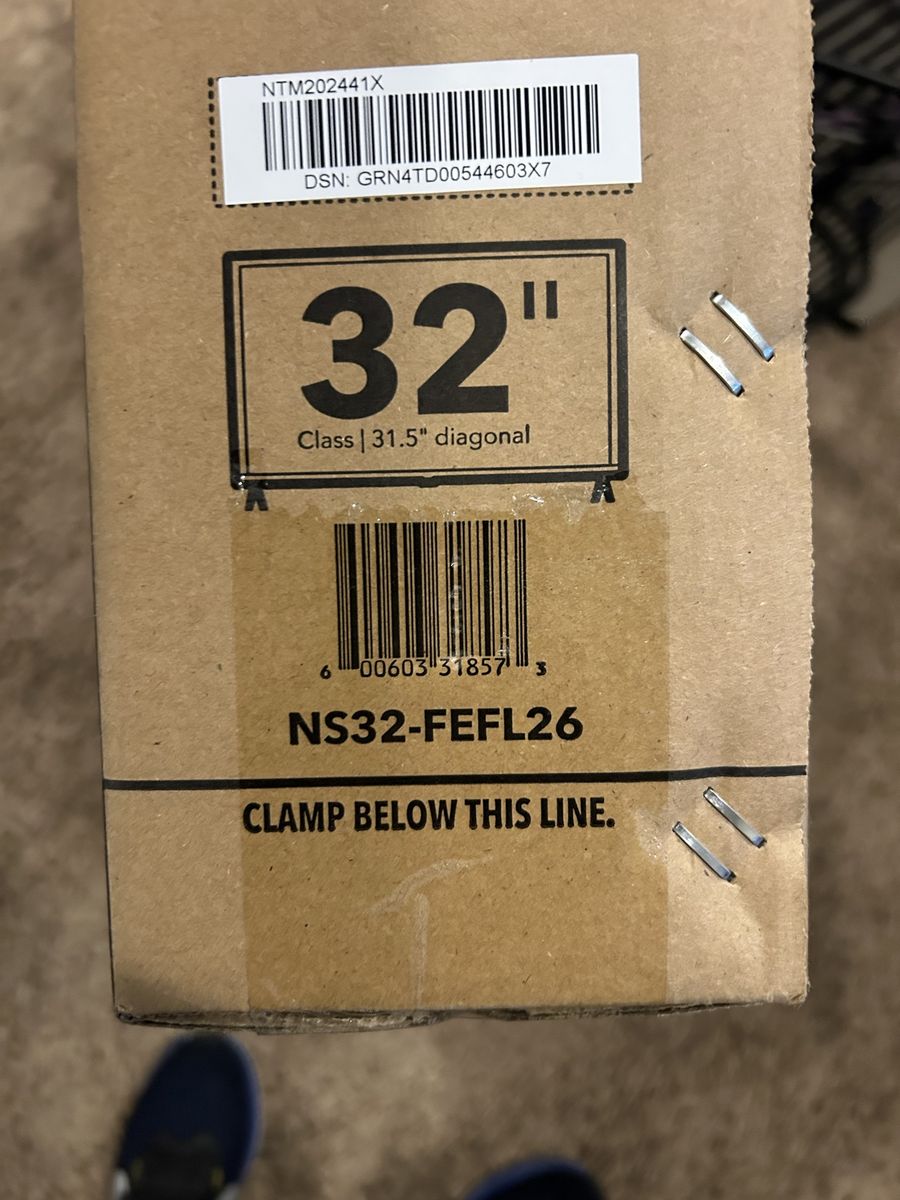 NTM202441X
DSN: GRN4TD00544603X7
32"
Class | 31.5" diagonal
6 00603 31857 3
NS32-FEFL26
CLAMP BELOW THIS LINE.